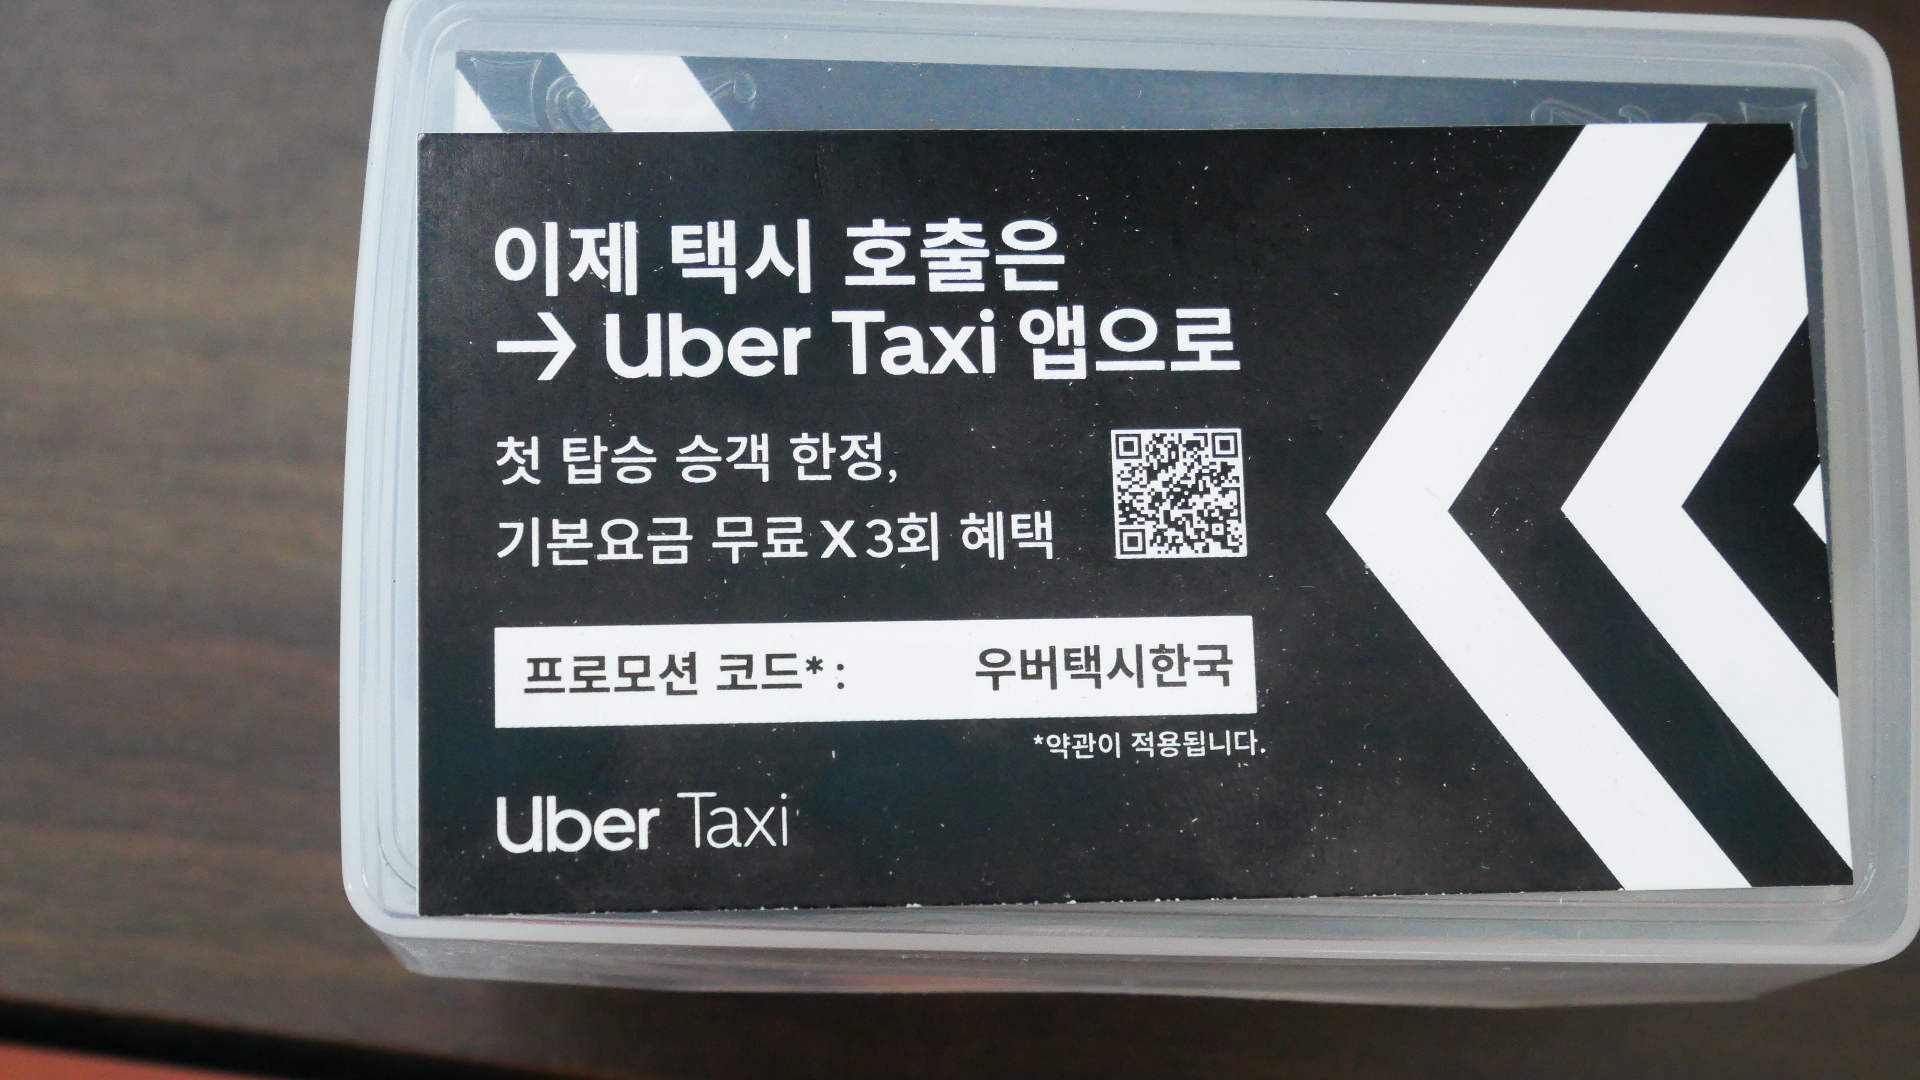 이제 택시 호출은
→ Uber Taxi 앱으로
첫 탑승 승객 한정,
기본요금 무료 X 3회 혜택
프로모션 코드* : 우버택시한국
*약관이 적용됩니다.
Uber Taxi